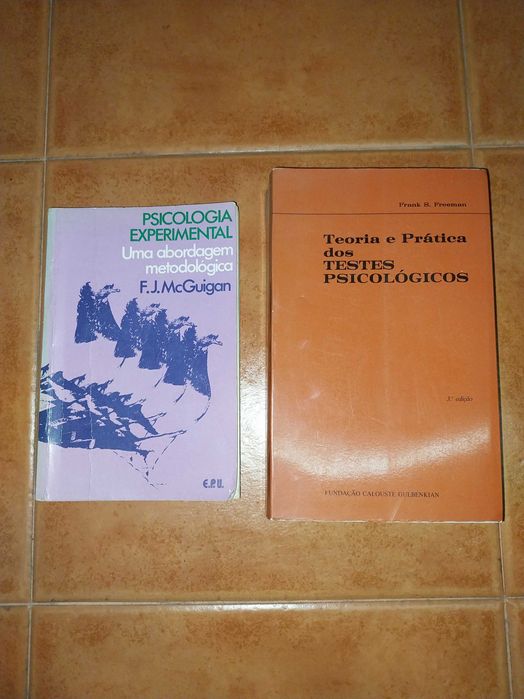 PSICOLOGIA
EXPERIMENTAL
Uma abordagem
metodológica
F.J. McGuigan
E.P.U.
Frank S. Freeman
Teoria e Prática
dos
TESTES
PSICOLÓGICOS
3.ª edição
FUNDAÇÃO CALOUSTE GULBENKIAN